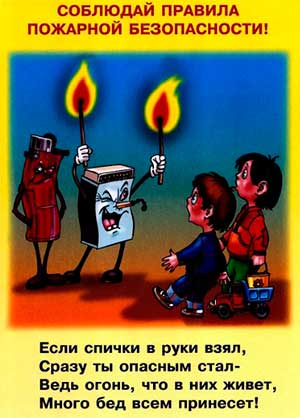 СОБЛЮДАЙ ПРАВИЛА
ПОЖАРНОЙ БЕЗОПАСНОСТИ!
Если спички в руки взял,
Сразу ты опасным стал-
Ведь огонь, что в них живет,
Много бед всем принесет!